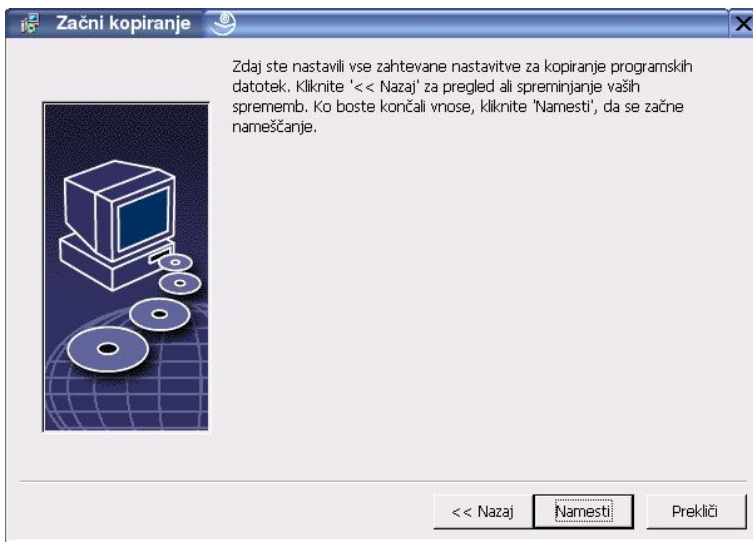 Začni kopiranje
Zdaj ste nastavili vse zahtevane nastavitve za kopiranje programskih
datotek. Kliknite '<< Nazaj' za pregled ali spreminjanje vaših
sprememb. Ko boste končali vnose, kliknite 'Namesti', da se začne
nameščanje.
<< Nazaj
Namesti
Prekliči